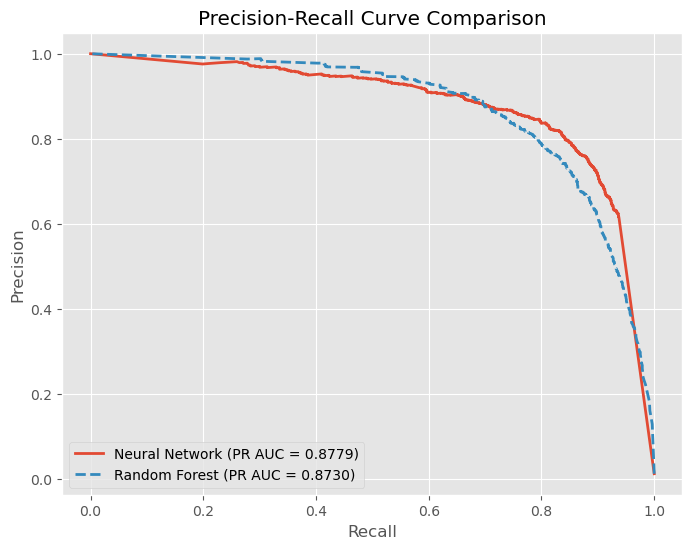 Precision-Recall Curve Comparison
1.0
0.8
0.6
0.4
0.2
0.0
Precision
Neural Network (PR AUC = 0.8779)
Random Forest (PR AUC = 0.8730)
0.0 0.2 0.4 0.6 0.8 1.0
Recall